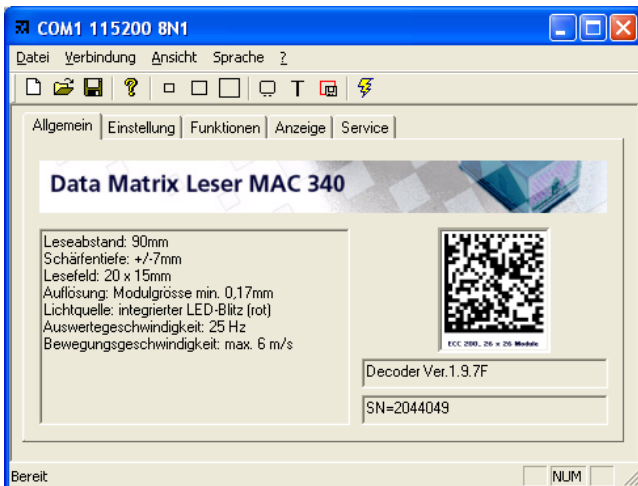 COM1 115200 8N1
Datei Verbindung Ansicht Sprache ?
T
Allgemein Einstellung Funktionen Anzeige Service
Data Matrix Leser MAC 340
Leseabstand: 90mm
Schärfentiefe: +/-7mm
Lesefeld: 20 x 15mm
Auflösung: Modulgrösse min. 0,17mm
Lichtquelle: integrierter LED-Blitz (rot)
Auswertegeschwindigkeit: 25 Hz
Bewegungsgeschwindigkeit: max. 6 m/s
ECC 200, 26 x 26 Module
Decoder Ver.1.9.7F
SN=2044049
Bereit
NUM